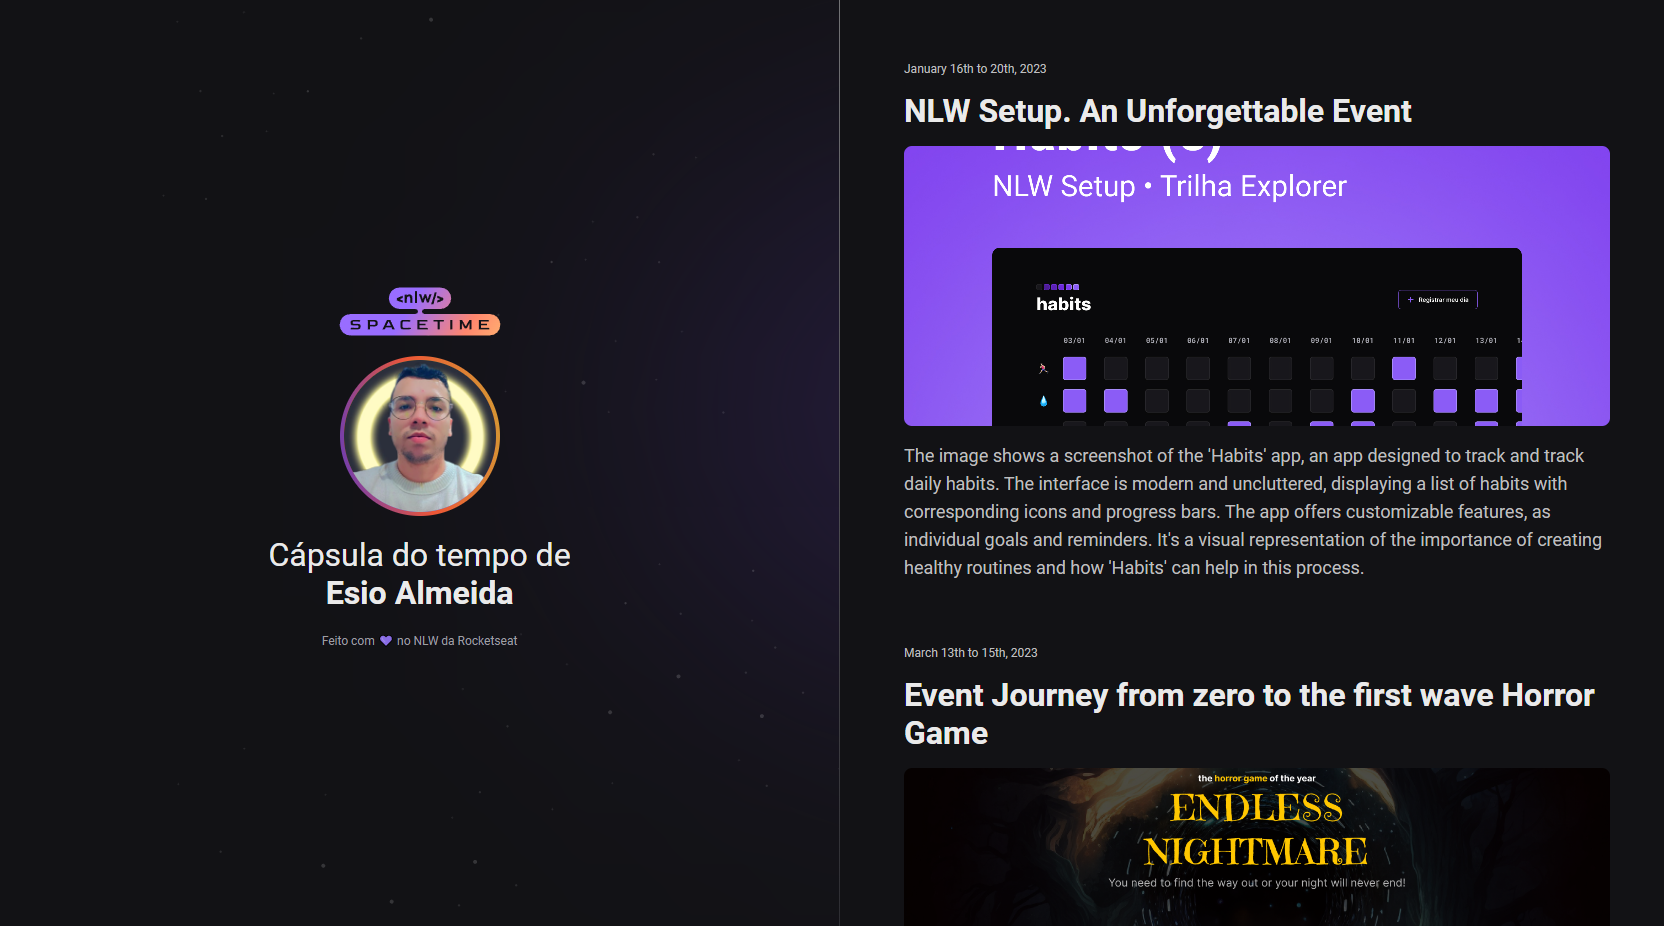 <nlw/>
SPACETIME
Cápsula do tempo de
Esio Almeida
Feito com 💜 no NLW da Rocketseat
January 16th to 20th, 2023
NLW Setup. An Unforgettable Event
Habits (3)
NLW Setup • Trilha Explorer
habits
+ Registrar meu dia
03/01 04/01 05/01 06/01 07/01 08/01 09/01 10/01 11/01 12/01 13/01
The image shows a screenshot of the 'Habits' app, an app designed to track and track
daily habits. The interface is modern and uncluttered, displaying a list of habits with
corresponding icons and progress bars. The app offers customizable features, as
individual goals and reminders. It's a visual representation of the importance of creating
healthy routines and how 'Habits' can help in this process.
March 13th to 15th, 2023
Event Journey from zero to the first wave Horror
Game
the horror game of the year
ENDLESS
NIGHTMARE
You need to find the way out or your night will never end!